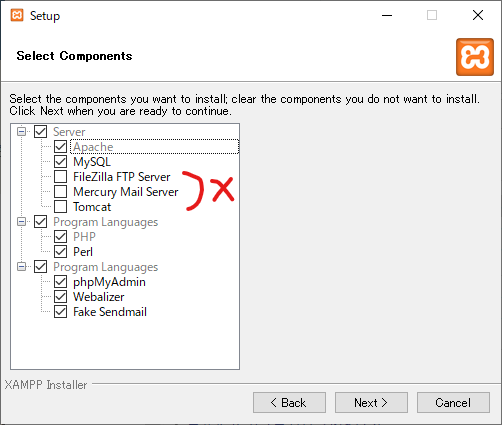 Setup
Select Components
Select the components you want to install; clear the components you do not want to install.
Click Next when you are ready to continue.
Server
Apache
MySQL
FileZilla FTP Server
Mercury Mail Server
Tomcat
X
Program Languages
PHP
Perl
Program Languages
phpMyAdmin
Webalizer
Fake Sendmail
XAMPP Installer
< Back
Next >
Cancel